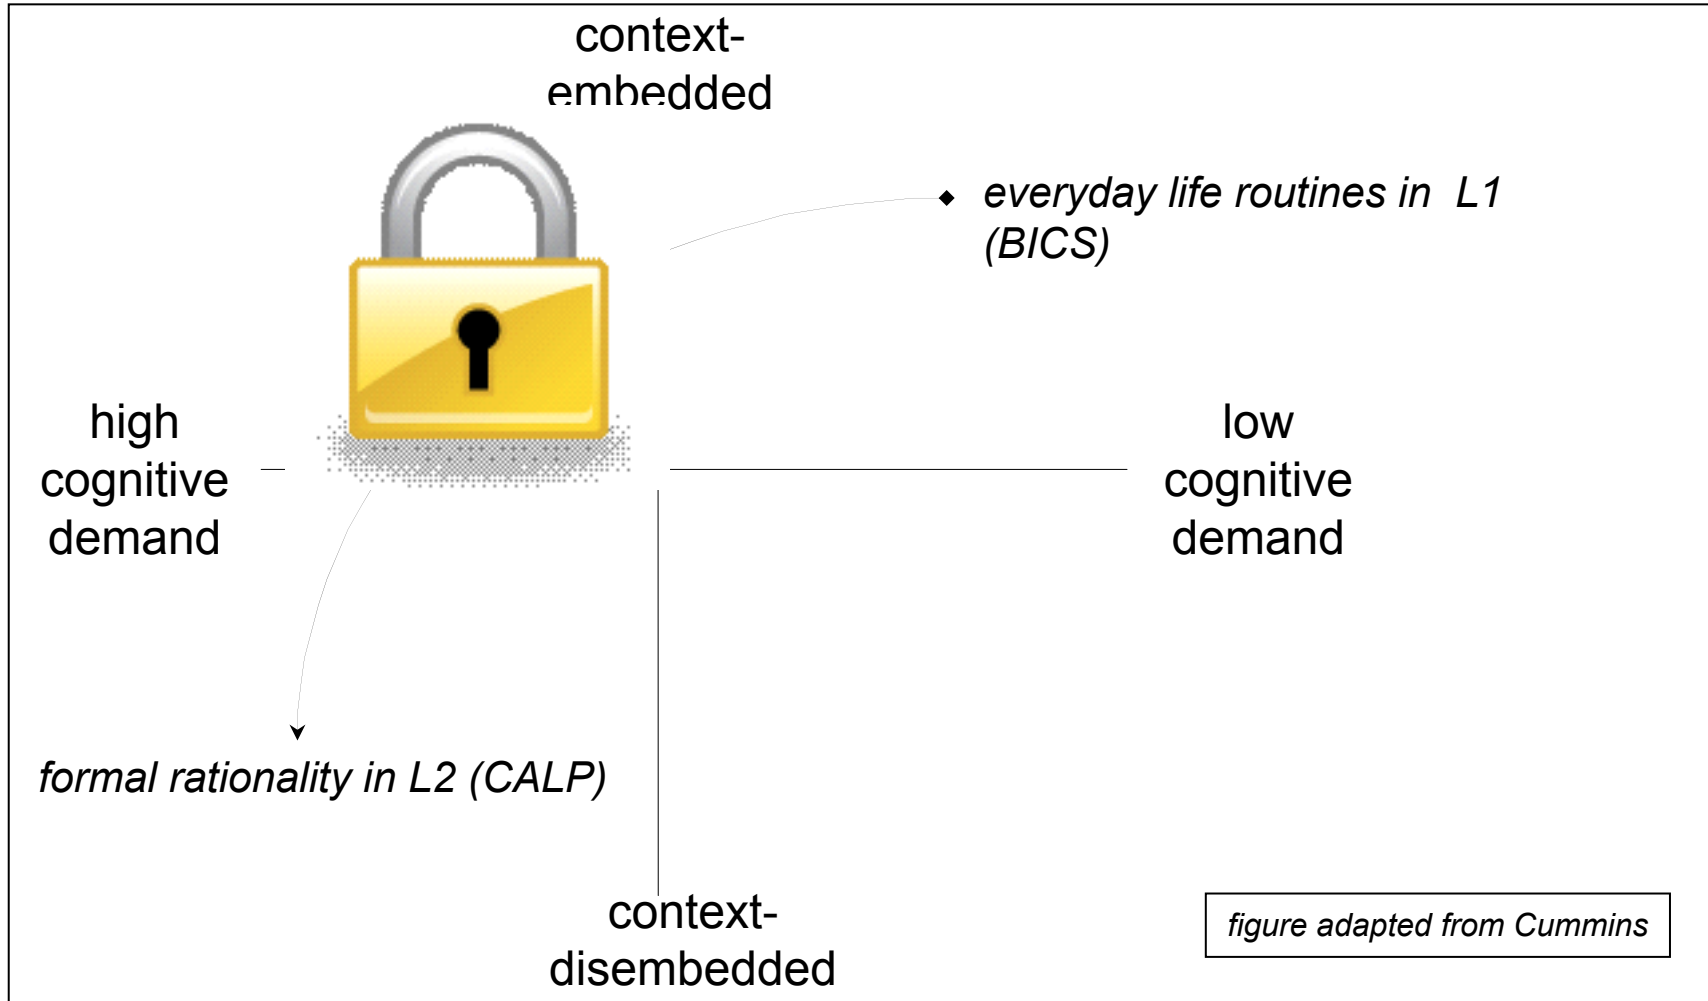 context-
embedded
everyday life routines in L1
(BICS)
high
cognitive
demand
low
cognitive
demand
formal rationality in L2 (CALP)
context-
disembedded
figure adapted from Cummins